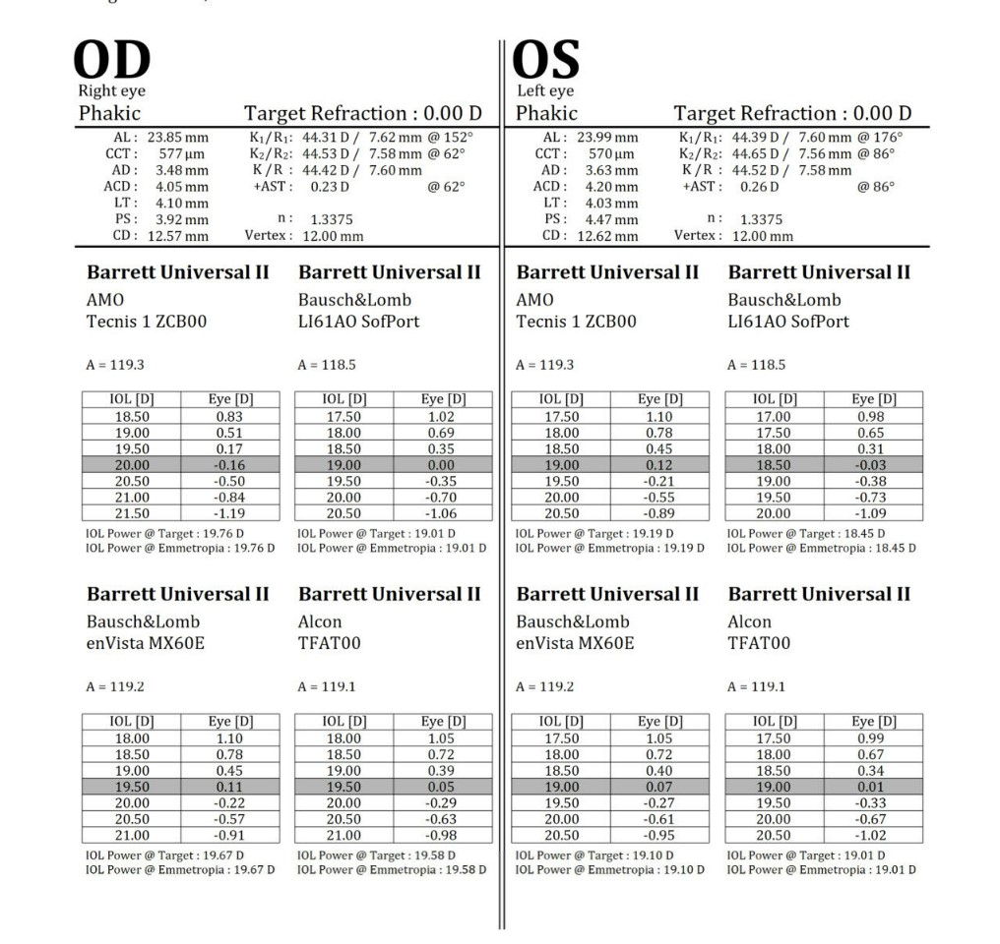 OD
Right eye
Phakic Target Refraction : 0.00 D
AL : 23.85 mm K₁/R₁: 44.31 D / 7.62 mm @ 152°
CCT : 577 µm K₂/R₂: 44.53 D / 7.58 mm @ 62°
AD : 3.48 mm K / R : 44.42 D / 7.60 mm
ACD : 4.05 mm +AST : 0.23 D @ 62°
LT : 4.10 mm
PS : 3.92 mm n : 1.3375
CD : 12.57 mm Vertex : 12.00 mm
Barrett Universal II Barrett Universal II
AMO Bausch&Lomb
Tecnis 1 ZCB00 LI61AO SofPort
A = 119.3 A = 118.5
IOL [D] Eye [D] IOL [D] Eye [D]
18.50 0.83 17.50 1.02
19.00 0.51 18.00 0.69
19.50 0.17 18.50 0.35
20.00 -0.16 19.00 0.00
20.50 -0.50 19.50 -0.35
21.00 -0.84 20.00 -0.70
21.50 -1.19 20.50 -1.06
IOL Power @ Target : 19.76 D IOL Power @ Target : 19.01 D
IOL Power @ Emmetropia : 19.76 D IOL Power @ Emmetropia : 19.01 D
Barrett Universal II Barrett Universal II
Bausch&Lomb Alcon
enVista MX60E TFAT00
A = 119.2 A = 119.1
IOL [D] Eye [D] IOL [D] Eye [D]
18.00 1.10 18.00 1.05
18.50 0.78 18.50 0.72
19.00 0.45 19.00 0.39
19.50 0.11 19.50 0.05
20.00 -0.22 20.00 -0.29
20.50 -0.57 20.50 -0.63
21.00 -0.91 21.00 -0.98
IOL Power @ Target : 19.67 D IOL Power @ Target : 19.58 D
IOL Power @ Emmetropia : 19.67 D IOL Power @ Emmetropia : 19.58 D
OS
Left eye
Phakic Target Refraction : 0.00 D
AL : 23.99 mm K₁/R₁: 44.39 D / 7.60 mm @ 176°
CCT : 570 µm K₂/R₂: 44.65 D / 7.56 mm @ 86°
AD : 3.63 mm K / R : 44.52 D / 7.58 mm
ACD : 4.20 mm +AST : 0.26 D @ 86°
LT : 4.03 mm
PS : 4.47 mm n : 1.3375
CD : 12.62 mm Vertex : 12.00 mm
Barrett Universal II Barrett Universal II
AMO Bausch&Lomb
Tecnis 1 ZCB00 LI61AO SofPort
A = 119.3 A = 118.5
IOL [D] Eye [D] IOL [D] Eye [D]
17.50 1.10 17.00 0.98
18.00 0.78 17.50 0.65
18.50 0.45 18.00 0.31
19.00 0.12 18.50 -0.03
19.50 -0.21 19.00 -0.38
20.00 -0.55 19.50 -0.73
20.50 -0.89 20.00 -1.09
IOL Power @ Target : 19.19 D IOL Power @ Target : 18.45 D
IOL Power @ Emmetropia : 19.19 D IOL Power @ Emmetropia : 18.45 D
Barrett Universal II Barrett Universal II
Bausch&Lomb Alcon
enVista MX60E TFAT00
A = 119.2 A = 119.1
IOL [D] Eye [D] IOL [D] Eye [D]
17.50 1.05 17.50 0.99
18.00 0.72 18.00 0.67
18.50 0.40 18.50 0.34
19.00 0.07 19.00 0.01
19.50 -0.27 19.50 -0.33
20.00 -0.61 20.00 -0.67
20.50 -0.95 20.50 -1.02
IOL Power @ Target : 19.10 D IOL Power @ Target : 19.01 D
IOL Power @ Emmetropia : 19.10 D IOL Power @ Emmetropia : 19.01 D